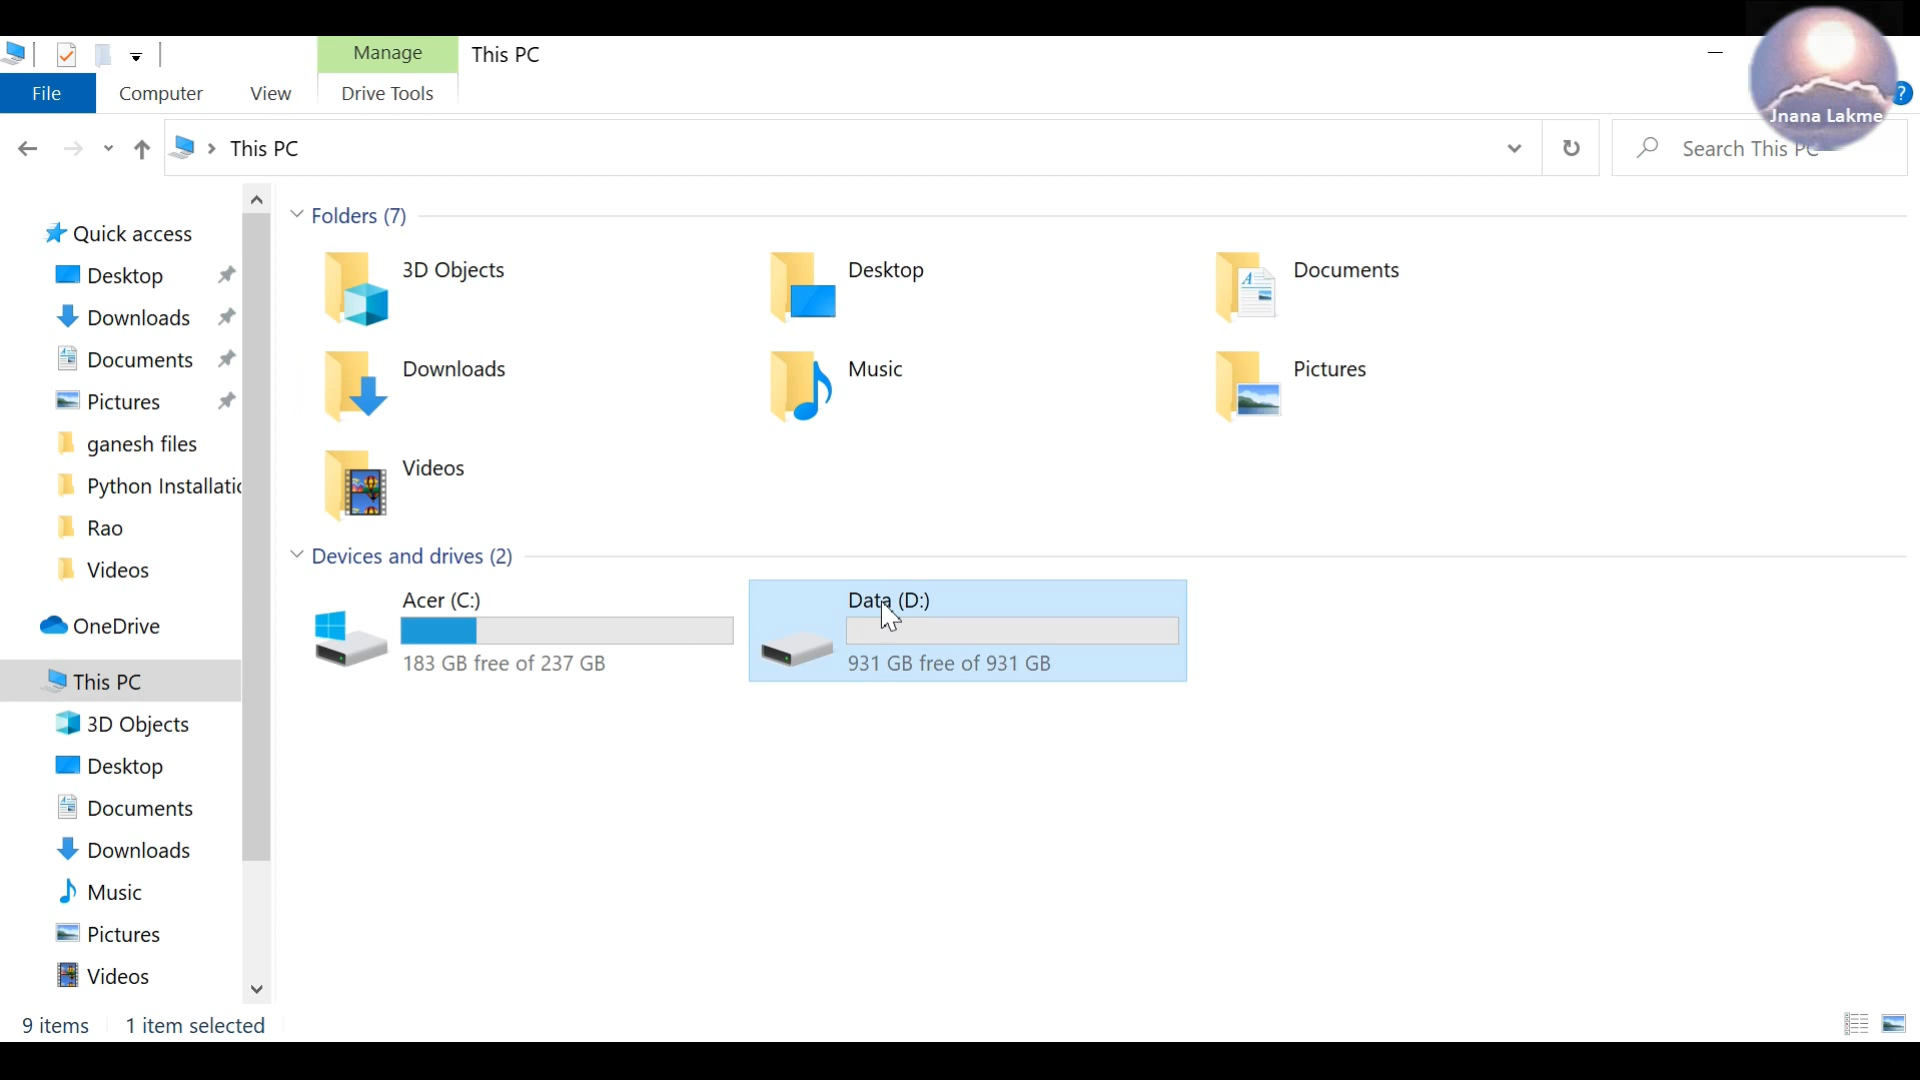 Manage
This PC
File
Computer
View
Drive Tools
Jnana Lakme
?
This PC
Search This PC
Quick access
Desktop
Downloads
Documents
Pictures
ganesh files
Python Installatio
Rao
Videos
OneDrive
This PC
3D Objects
Desktop
Documents
Downloads
Music
Pictures
Videos
Folders (7)
3D Objects
Desktop
Documents
Downloads
Music
Pictures
Videos
Devices and drives (2)
Acer (C:)
183 GB free of 237 GB
Data (D:)
931 GB free of 931 GB
9 items
1 item selected